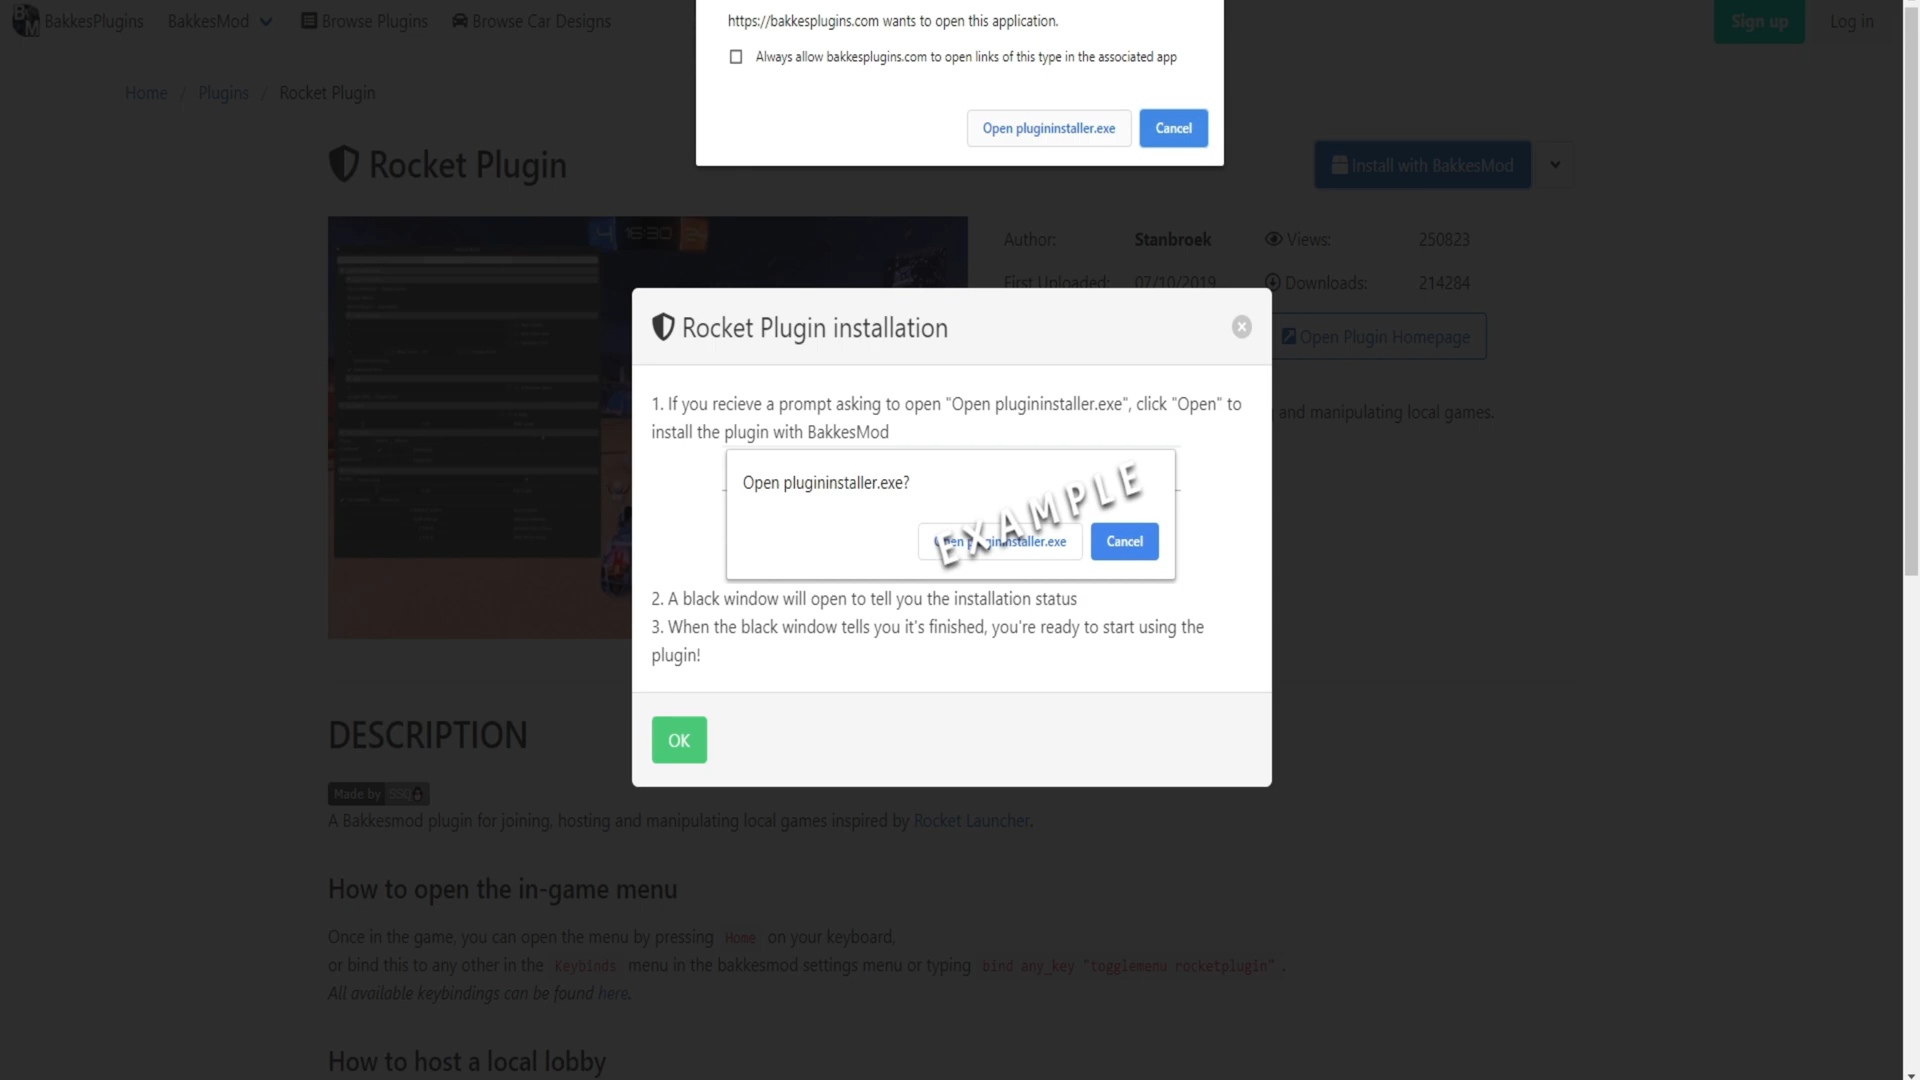 BakkesPlugins BakkesMod Browse Plugins Browse Car Designs Sign up Log in
https://bakkesplugins.com wants to open this application.
Always allow bakkesplugins.com to open links of this type in the associated app
Open plugininstaller.exe Cancel
Home / Plugins / Rocket Plugin
Rocket Plugin
Install with BakkesMod
16:30
Author: Stanbroek Views: 250823
First Uploaded: 07/10/2019 Downloads: 214284
Open Plugin Homepage
and manipulating local games.
Rocket Plugin installation
1. If you recieve a prompt asking to open "Open plugininstaller.exe", click "Open" to
install the plugin with BakkesMod
Open plugininstaller.exe?
EXAMPLE
Open plugininstaller.exe Cancel
2. A black window will open to tell you the installation status
3. When the black window tells you it's finished, you're ready to start using the
plugin!
OK
DESCRIPTION
Made by
A Bakkesmod plugin for joining, hosting and manipulating local games inspired by Rocket Launcher.
How to open the in-game menu
Once in the game, you can open the menu by pressing Home on your keyboard,
or bind this to any other in the Keybinds menu in the bakkesmod settings menu or typing bind any_key "togglemenu rocketplugin" .
All available keybindings can be found here.
How to host a local lobby